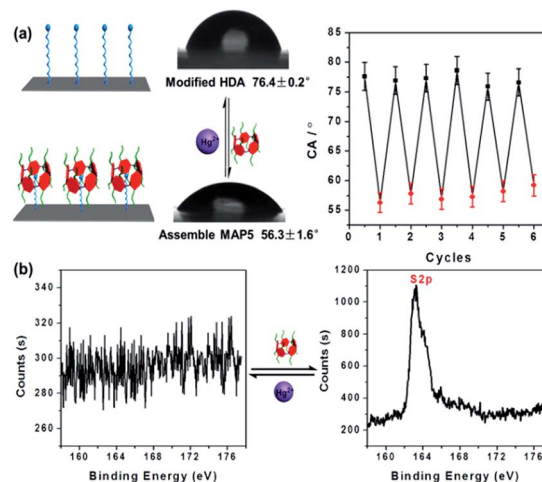 (a)
Modified HDA 76.4±0.2°
Hg²⁺
Assemble MAP5 56.3±1.6°
CA / °
85
80
75
70
65
60
55
0 1 2 3 4 5 6
Cycles
(b)
Counts (s)
340
320
300
280
260
160 164 168 172 176
Binding Energy (eV)
Hg²⁺
S2p
Counts (s)
1200
1000
800
600
400
200
160 164 168 172 176
Binding Energy (eV)